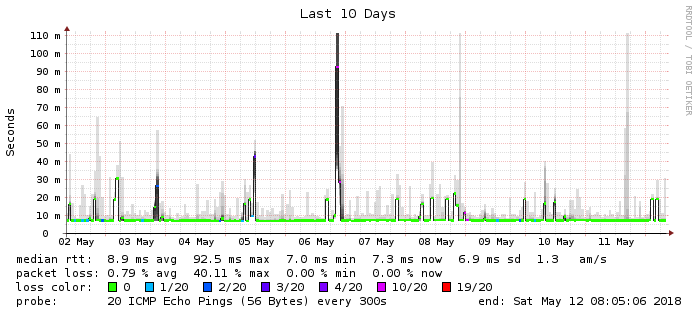 Last 10 Days
RRDTOOL / TOBI OETIKER
Seconds
110 m
100 m
90 m
80 m
70 m
60 m
50 m
40 m
30 m
20 m
10 m
0
02 May 03 May 04 May 05 May 06 May 07 May 08 May 09 May 10 May 11 May
median rtt: 8.9 ms avg 92.5 ms max 7.0 ms min 7.3 ms now 6.9 ms sd 1.3 am/s
packet loss: 0.79 % avg 40.11 % max 0.00 % min 0.00 % now
loss color: 0 1/20 2/20 3/20 4/20 10/20 19/20
probe: 20 ICMP Echo Pings (56 Bytes) every 300s end: Sat May 12 08:05:06 2018